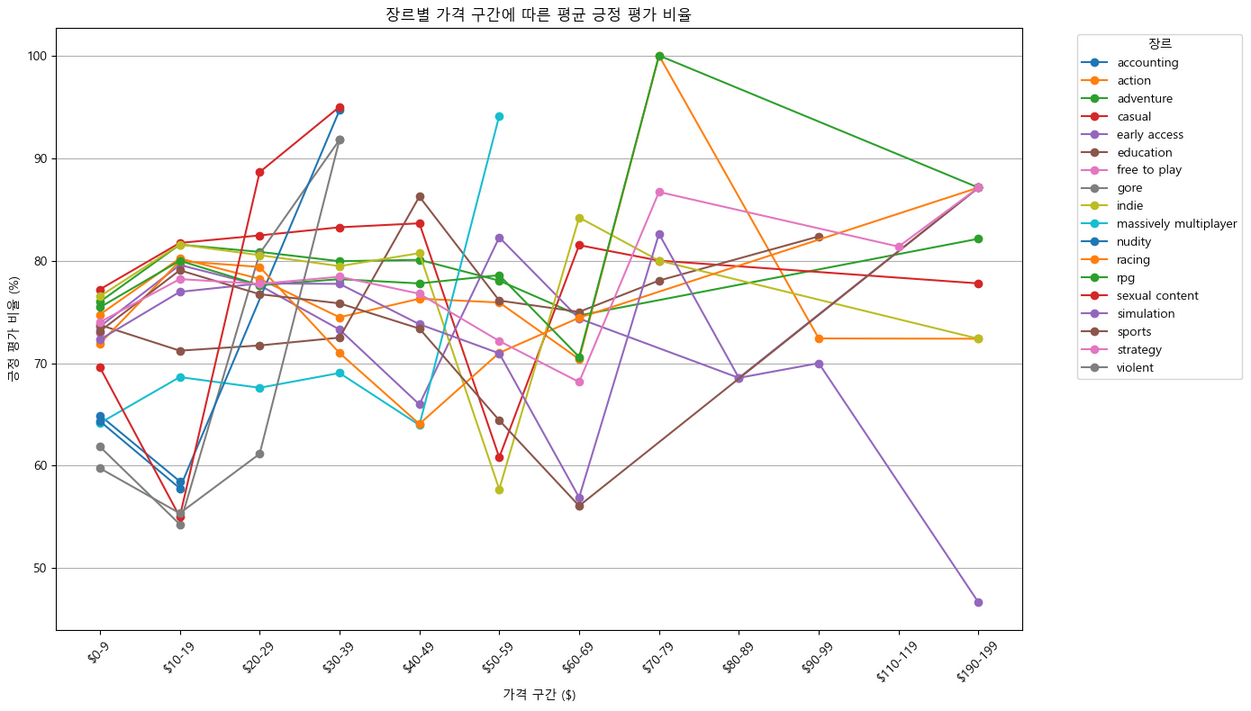 장르별 가격 구간에 따른 평균 긍정 평가 비율
긍정 평가 비율 (%)
100
90
80
70
60
50
$0-9
$10-19
$20-29
$30-39
$40-49
$50-59
$60-69
$70-79
$80-89
$90-99
$110-119
$190-199
가격 구간 ($)
장르
accounting
action
adventure
casual
early access
education
free to play
gore
indie
massively multiplayer
nudity
racing
rpg
sexual content
simulation
sports
strategy
violent